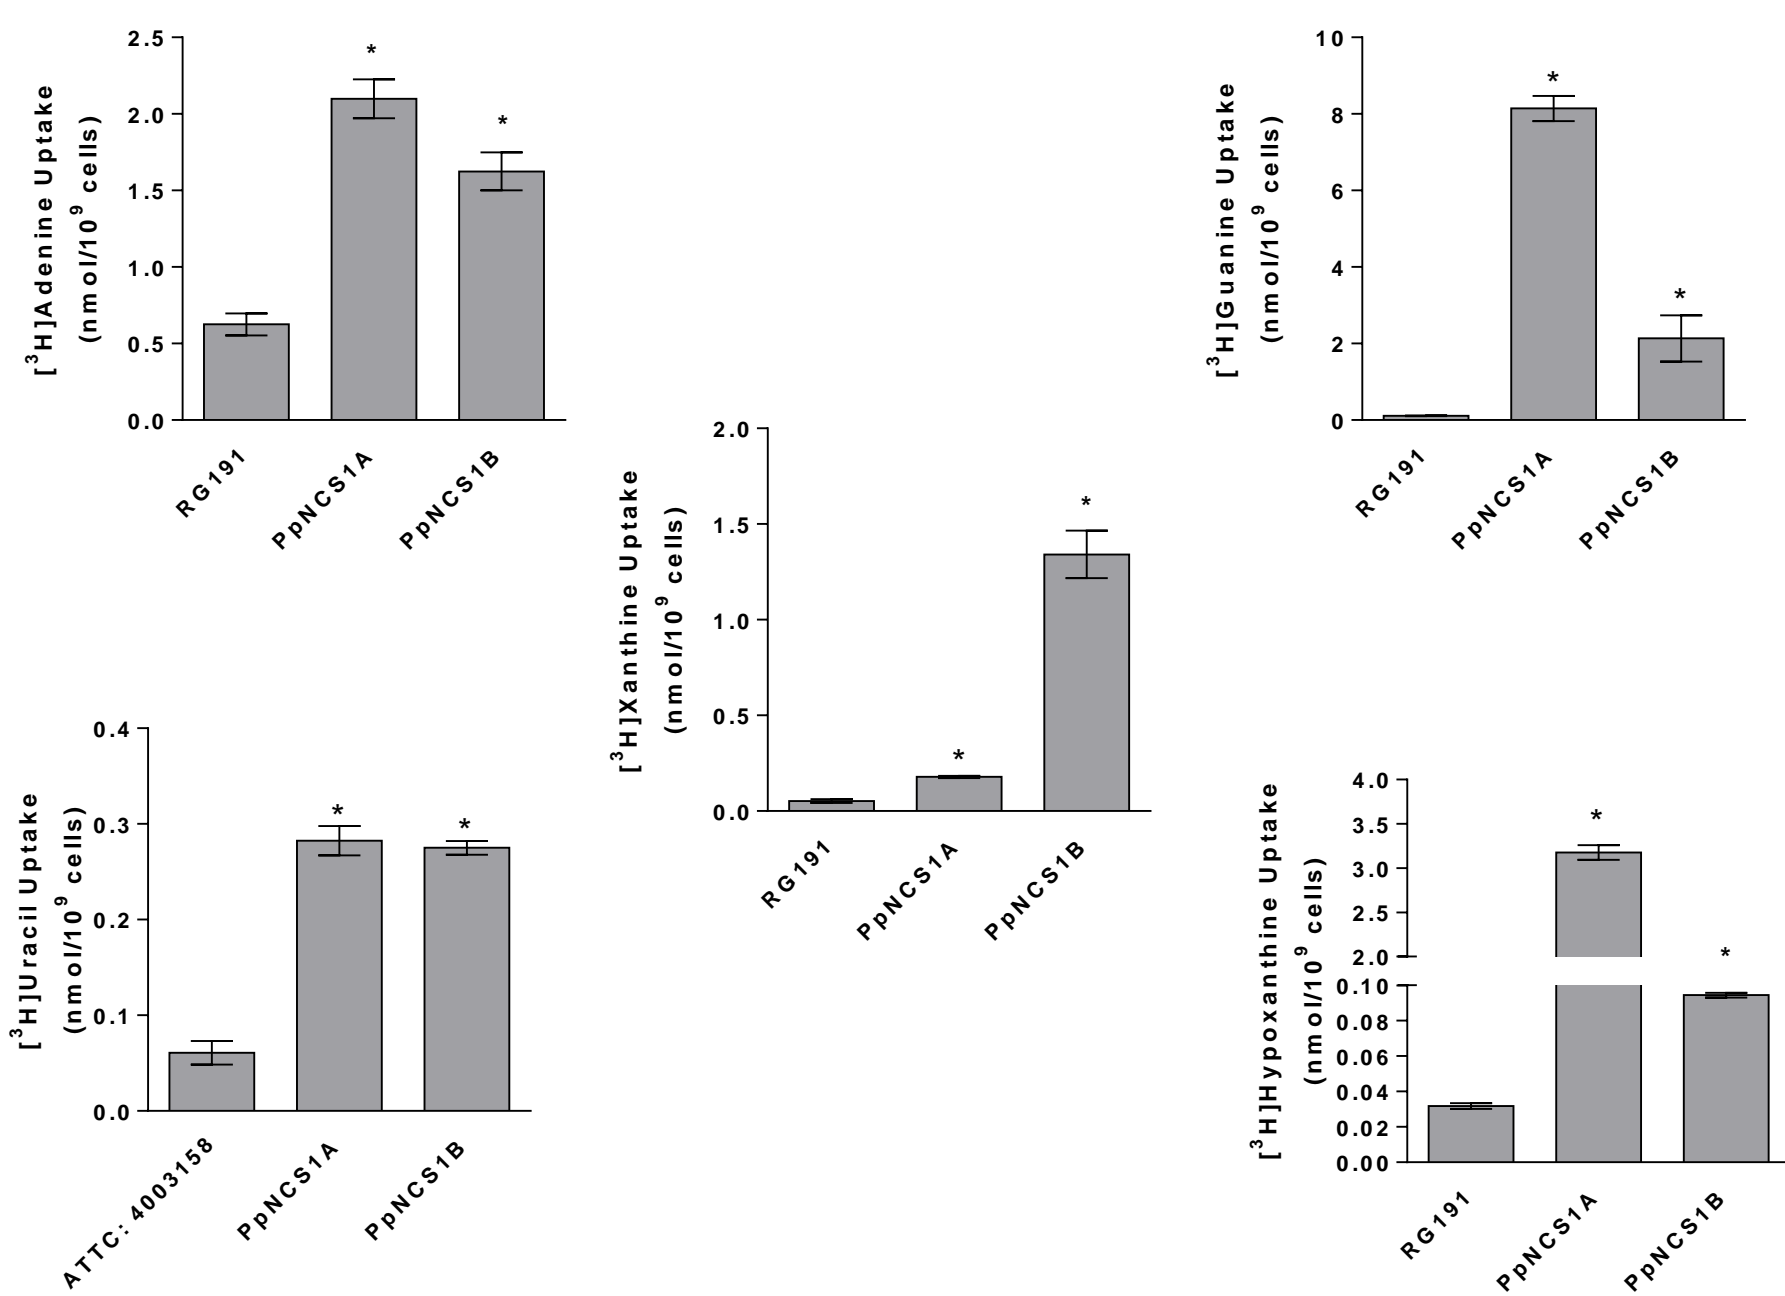 [³H]Adenine Uptake
(nmol/10⁹ cells)
2.5
2.0
1.5
1.0
0.5
0.0
*
*
RG191
PpNCS1A
PpNCS1B
[³H]Guanine Uptake
(nmol/10⁹ cells)
10
8
6
4
2
0
*
*
RG191
PpNCS1A
PpNCS1B
[³H]Xanthine Uptake
(nmol/10⁹ cells)
2.0
1.5
1.0
0.5
0.0
*
*
RG191
PpNCS1A
PpNCS1B
[³H]Uracil Uptake
(nmol/10⁹ cells)
0.4
0.3
0.2
0.1
0.0
*
*
ATTC: 4003158
PpNCS1A
PpNCS1B
[³H]Hypoxanthine Uptake
(nmol/10⁹ cells)
4.0
3.5
3.0
2.5
2.0
0.10
0.08
0.06
0.04
0.02
0.00
*
*
RG191
PpNCS1A
PpNCS1B